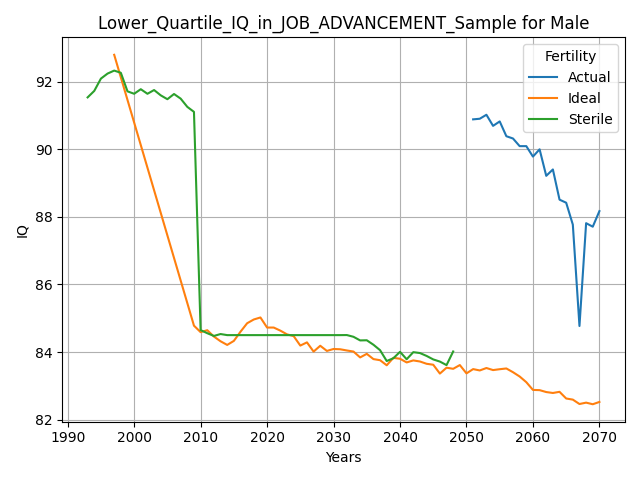 Lower_Quartile_IQ_in_JOB_ADVANCEMENT_Sample for Male
Fertility
Actual
Ideal
Sterile
IQ
92
90
88
86
84
82
1990 2000 2010 2020 2030 2040 2050 2060 2070
Years